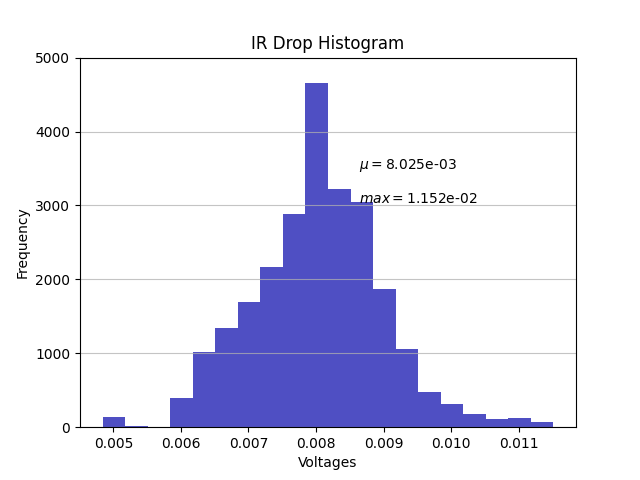 IR Drop Histogram
5000
4000
3000
2000
1000
0
Frequency
μ = 8.025e-03
max = 1.152e-02
0.005 0.006 0.007 0.008 0.009 0.010 0.011
Voltages